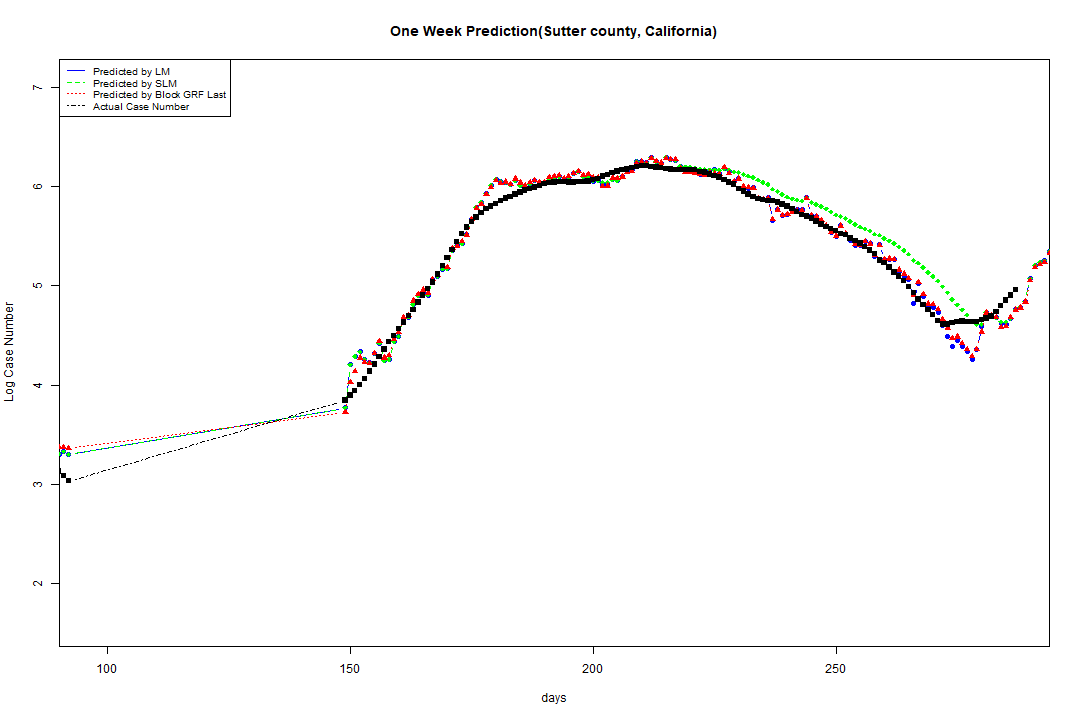 One Week Prediction(Sutter county, California)
Predicted by LM
Predicted by SLM
Predicted by Block GRF Last
Actual Case Number
7
6
5
4
3
2
Log Case Number
100
150
200
250
days